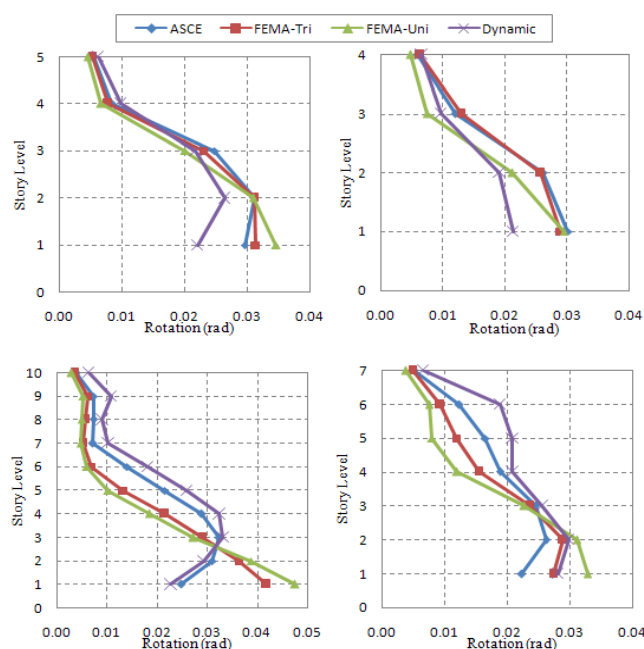 ASCE FEMA-Tri FEMA-Uni Dynamic
Story Level
5
4
3
2
1
0
0.00 0.01 0.02 0.03 0.04
Rotation (rad)
Story Level
4
3
2
1
0
0.00 0.01 0.02 0.03 0.04
Rotation (rad)
Story Level
10
9
8
7
6
5
4
3
2
1
0
0.00 0.01 0.02 0.03 0.04 0.05
Rotation (rad)
Story Level
7
6
5
4
3
2
1
0
0.00 0.01 0.02 0.03 0.04
Rotation (rad)